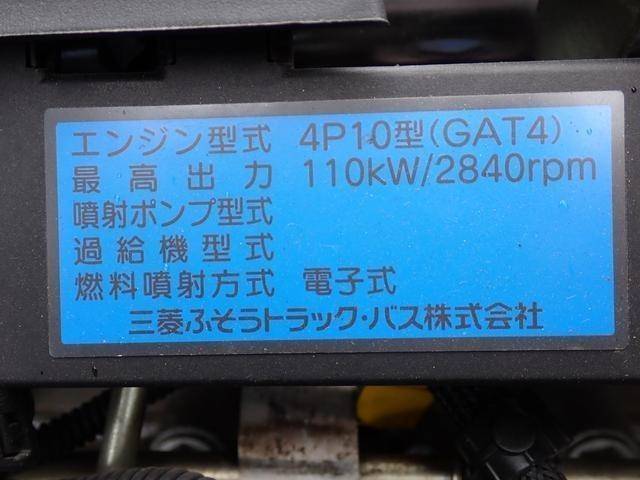 エンジン型式 4P10型(GAT4)
最高出力 110kW/2840rpm
噴射ポンプ型式
過給機型式
燃料噴射方式 電子式
三菱ふそうトラック・バス株式会社